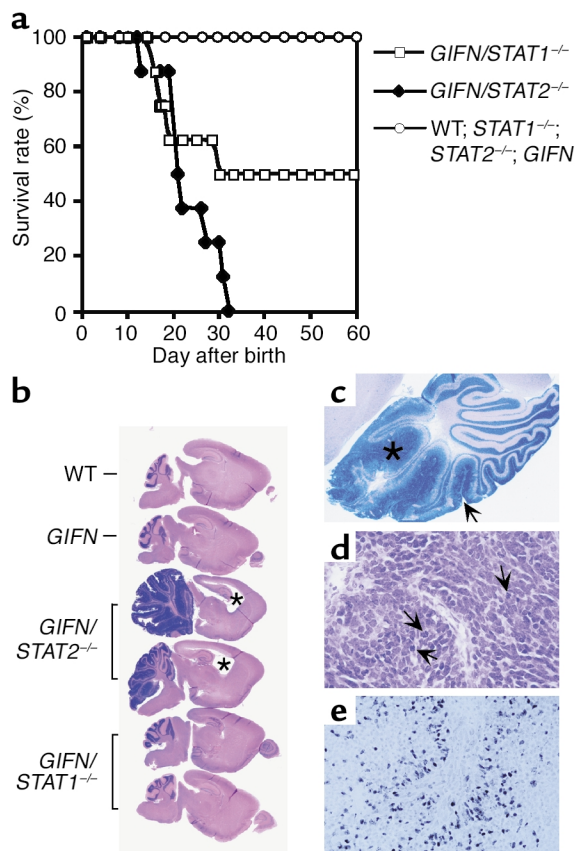 a
100
80
60
40
20
0
Survival rate (%)
0
10
20
30
40
50
60
Day after birth
GIFN/STAT1–/–
GIFN/STAT2–/–
WT; STAT1–/–;
STAT2–/–; GIFN
b
WT
GIFN
GIFN/
STAT2–/–
GIFN/
STAT1–/–
*
*
c
*
d
e